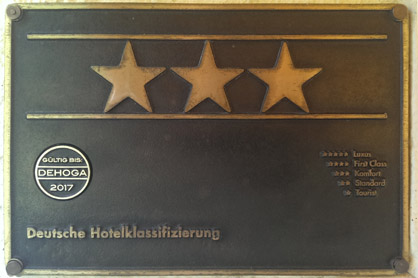 GÜLTIG BIS:
DEHOGA
2017
***** Luxus
**** First Class
*** Komfort
** Standard
* Tourist
Deutsche Hotelklassifizierung